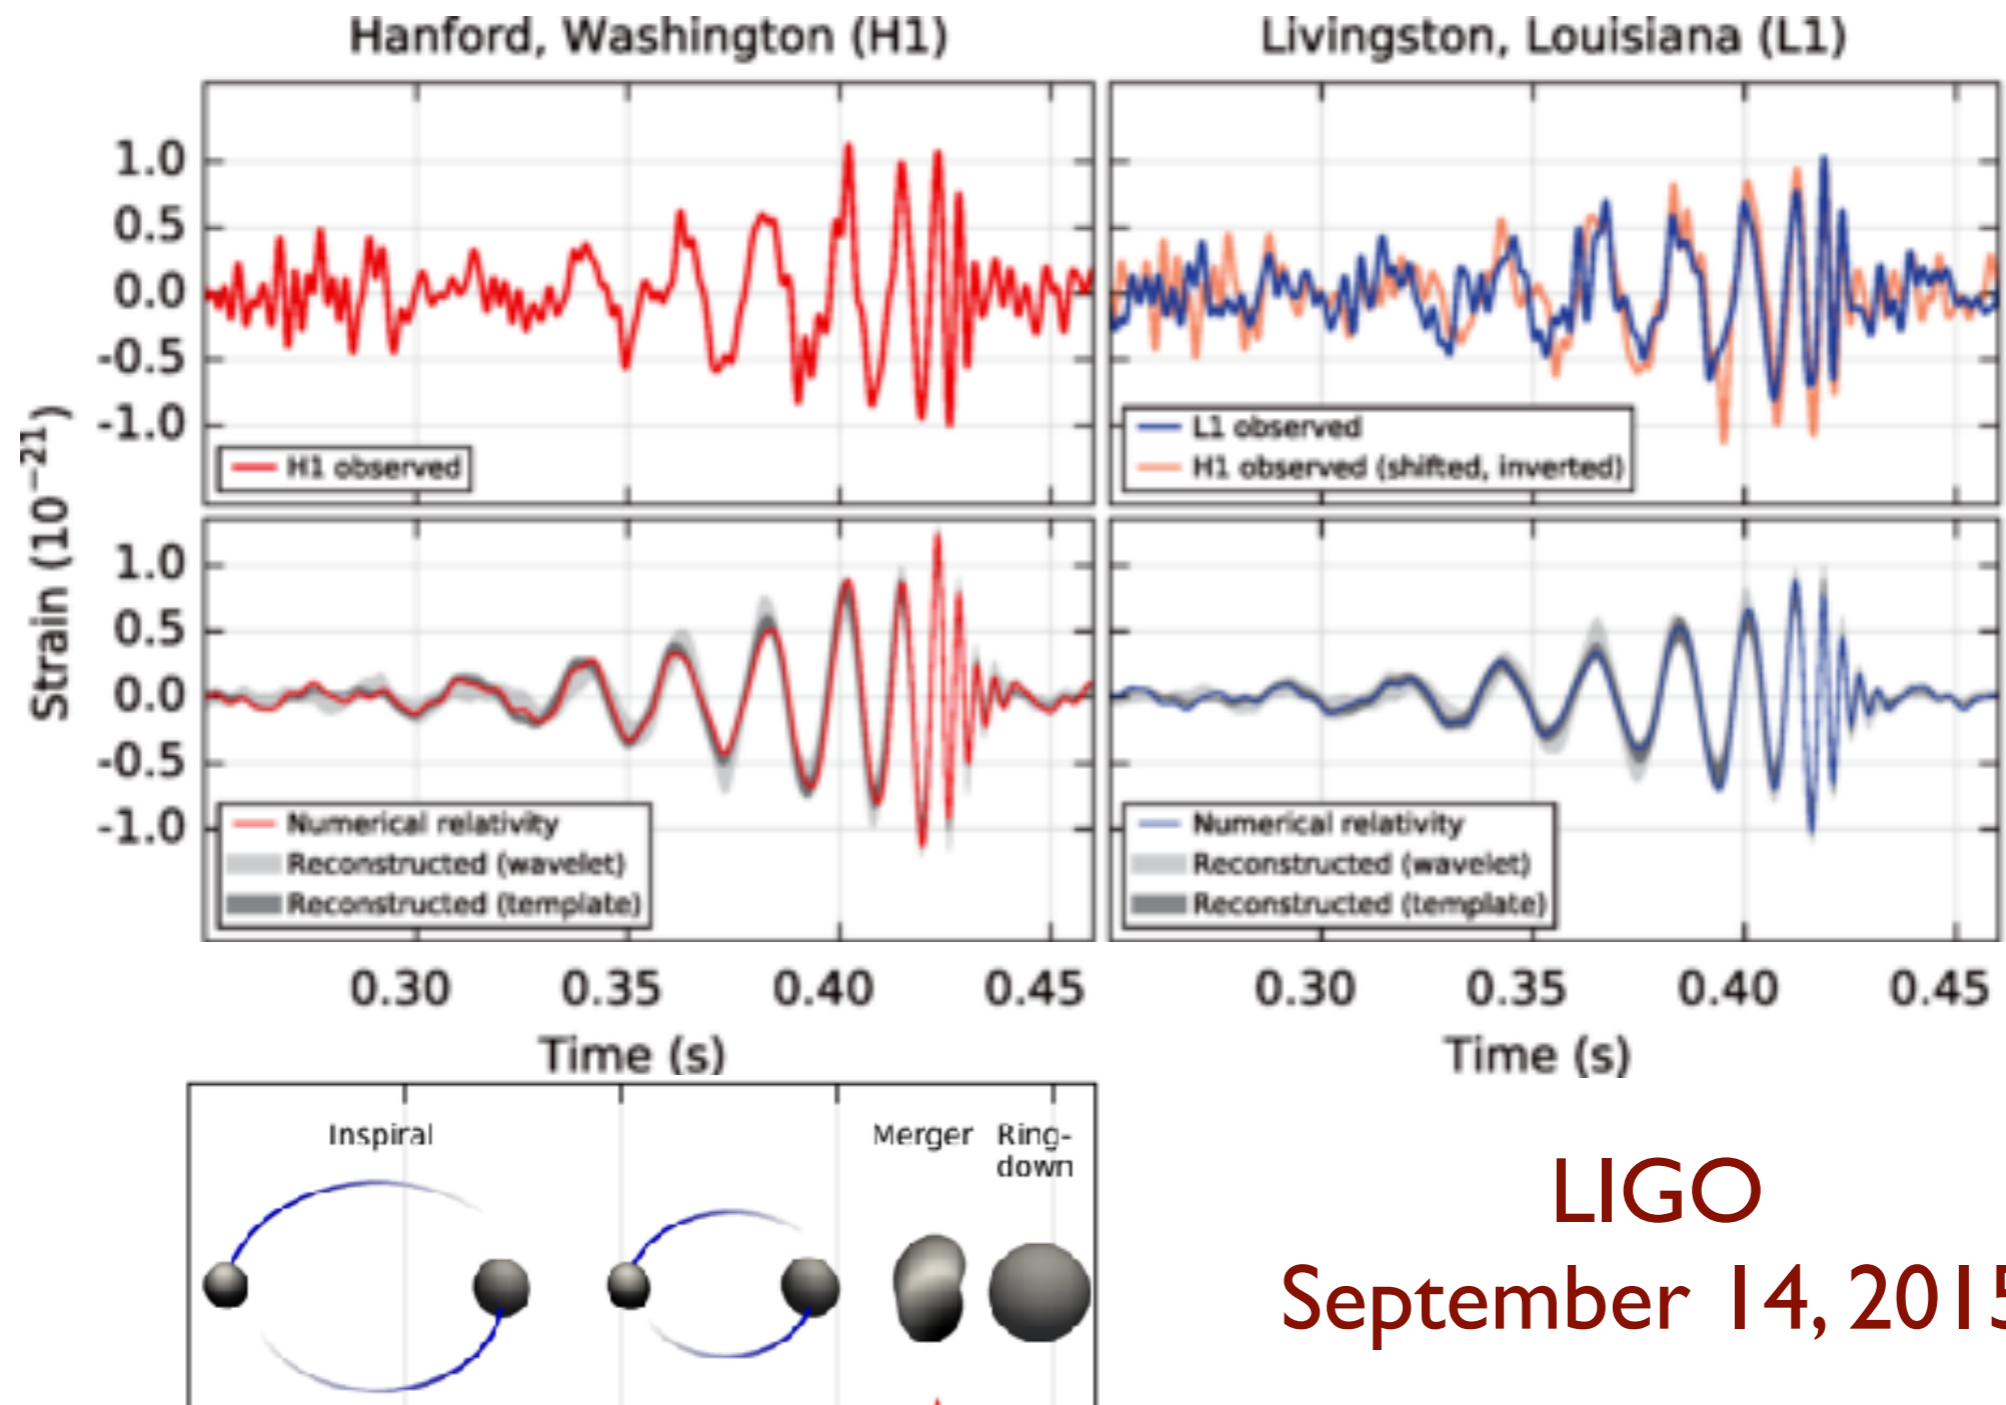 Hanford, Washington (H1)
Livingston, Louisiana (L1)
Strain (10−21)
1.0
0.5
0.0
-0.5
-1.0
H1 observed
L1 observed
H1 observed (shifted, inverted)
1.0
0.5
0.0
-0.5
-1.0
Numerical relativity
Reconstructed (wavelet)
Reconstructed (template)
Numerical relativity
Reconstructed (wavelet)
Reconstructed (template)
0.30 0.35 0.40 0.45
0.30 0.35 0.40 0.45
Time (s)
Time (s)
Inspiral
Merger
Ring-
down
LIGO
September 14, 2015